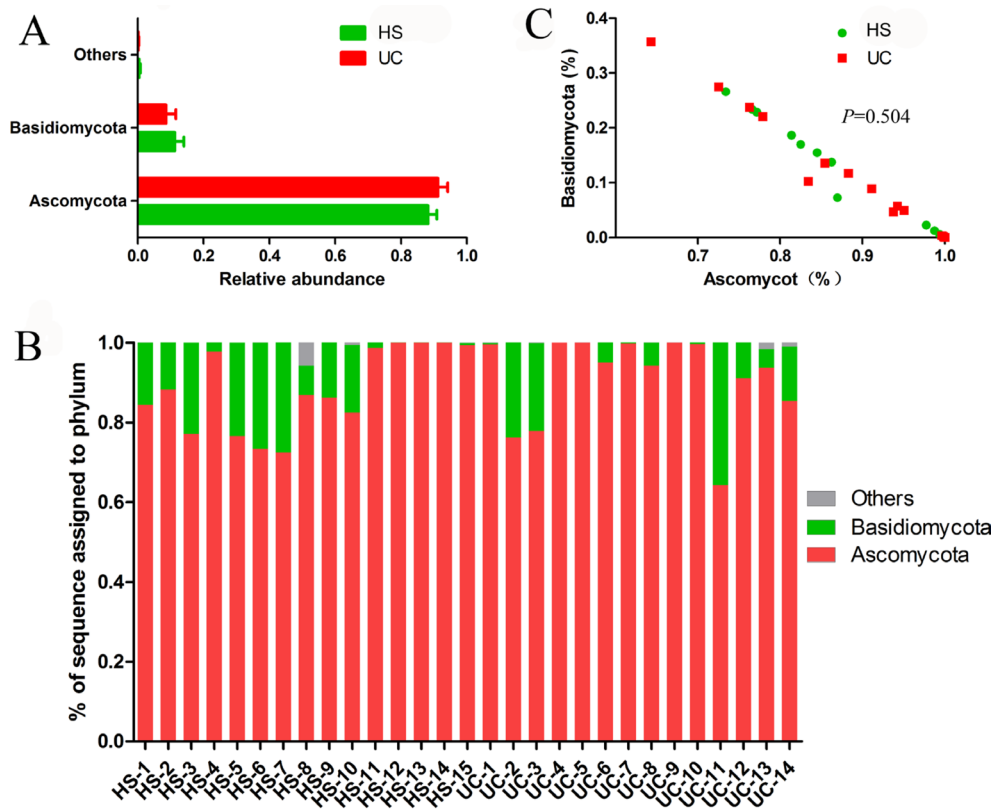 A
HS
UC
Others
Basidiomycota
Ascomycota
0.0 0.2 0.4 0.6 0.8 1.0
Relative abundance
C
HS
UC
P=0.504
Basidiomycota (%)
0.4
0.3
0.2
0.1
0.0
0.7 0.8 0.9 1.0
Ascomycot (%)
B
% of sequence assigned to phylum
1.0
0.8
0.6
0.4
0.2
0.0
Others
Basidiomycota
Ascomycota
HS-1 HS-2 HS-3 HS-4 HS-5 HS-6 HS-7 HS-8 HS-9 HS-10 HS-11 HS-12 HS-13 HS-14 HS-15 UC-1 UC-2 UC-3 UC-4 UC-5 UC-6 UC-7 UC-8 UC-9 UC-10 UC-11 UC-12 UC-13 UC-14